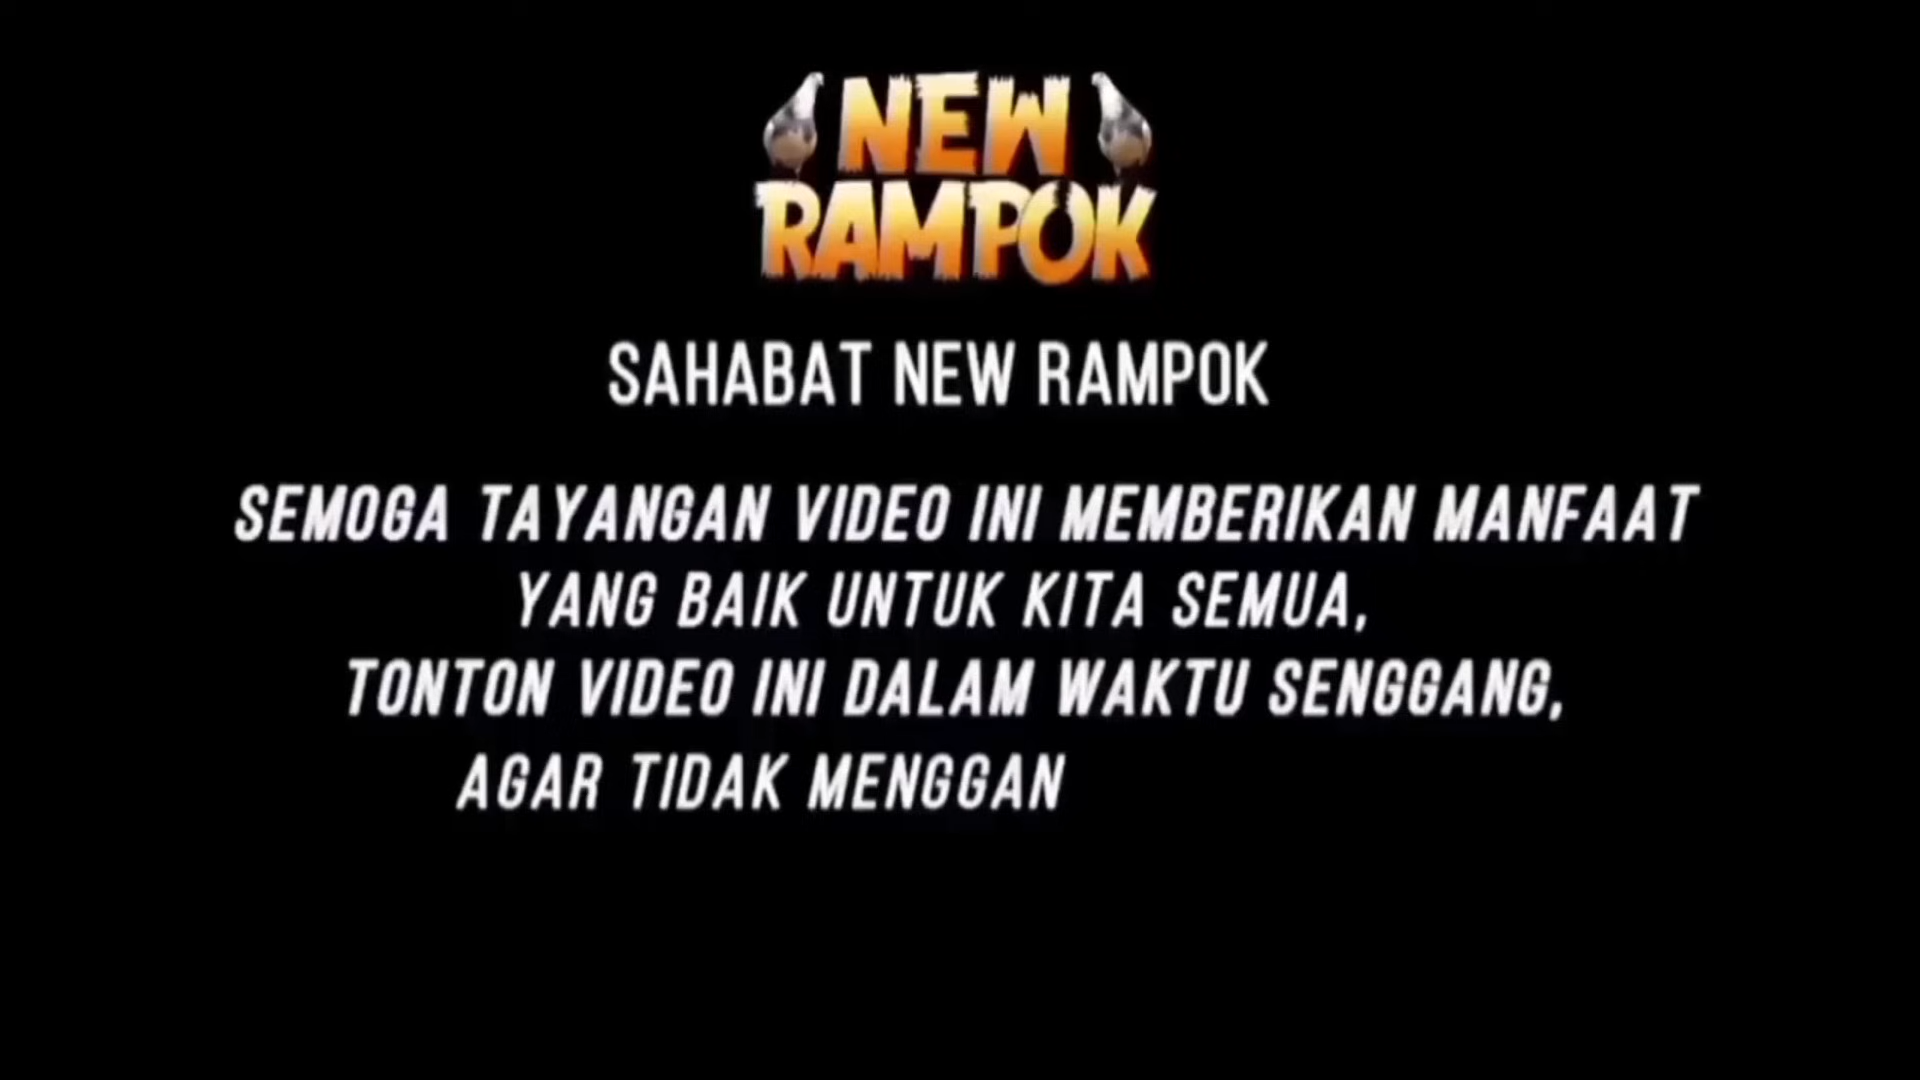 NEW
RAMPOK
SAHABAT NEW RAMPOK
SEMOGA TAYANGAN VIDEO INI MEMBERIKAN MANFAAT
YANG BAIK UNTUK KITA SEMUA,
TONTON VIDEO INI DALAM WAKTU SENGGANG,
AGAR TIDAK MENGGAN